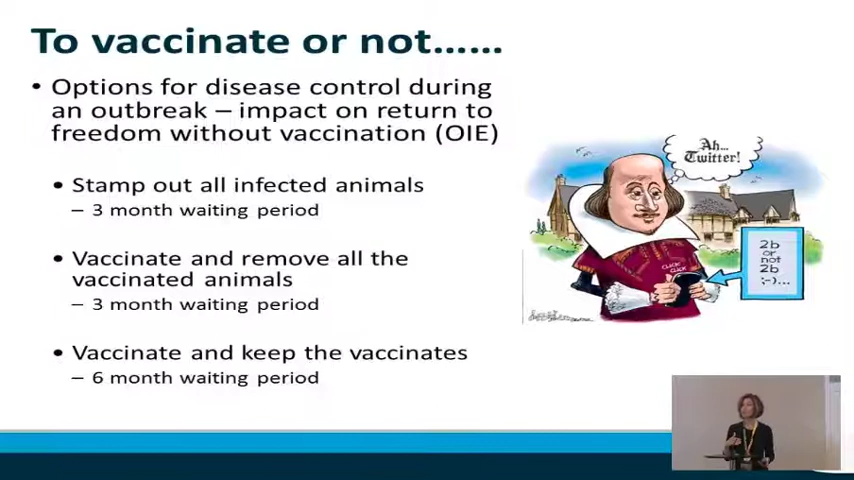 To vaccinate or not......
• Options for disease control during
an outbreak – impact on return to
freedom without vaccination (OIE)
• Stamp out all infected animals
– 3 month waiting period
• Vaccinate and remove all the
vaccinated animals
– 3 month waiting period
• Vaccinate and keep the vaccinates
– 6 month waiting period
Ah...
Twitter!
CLICK
CLICK
2b
or
not
2b
;-)...